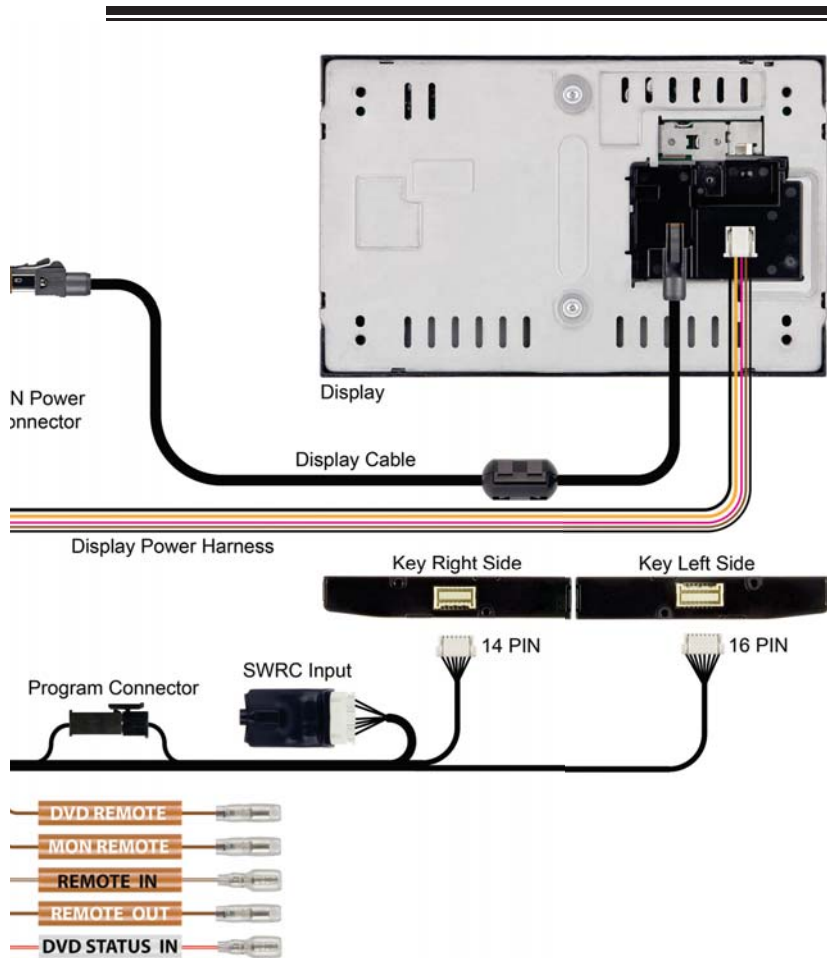 Display
N Power
onnector
Display Cable
Display Power Harness
Key Right Side
Key Left Side
14 PIN
16 PIN
SWRC Input
Program Connector
DVD REMOTE
MON REMOTE
REMOTE IN
REMOTE OUT
DVD STATUS IN